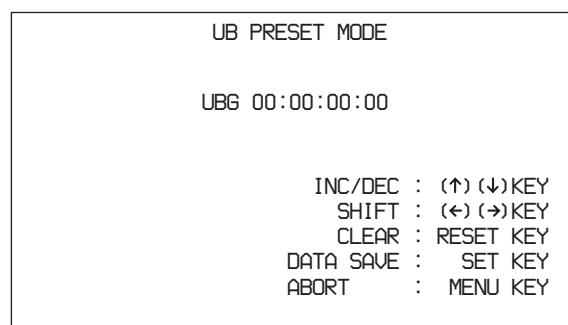 UB PRESET MODE
UBG 00:00:00:00
INC/DEC : (↑)(↓)KEY
SHIFT : (←)(→)KEY
CLEAR : RESET KEY
DATA SAVE : SET KEY
ABORT : MENU KEY